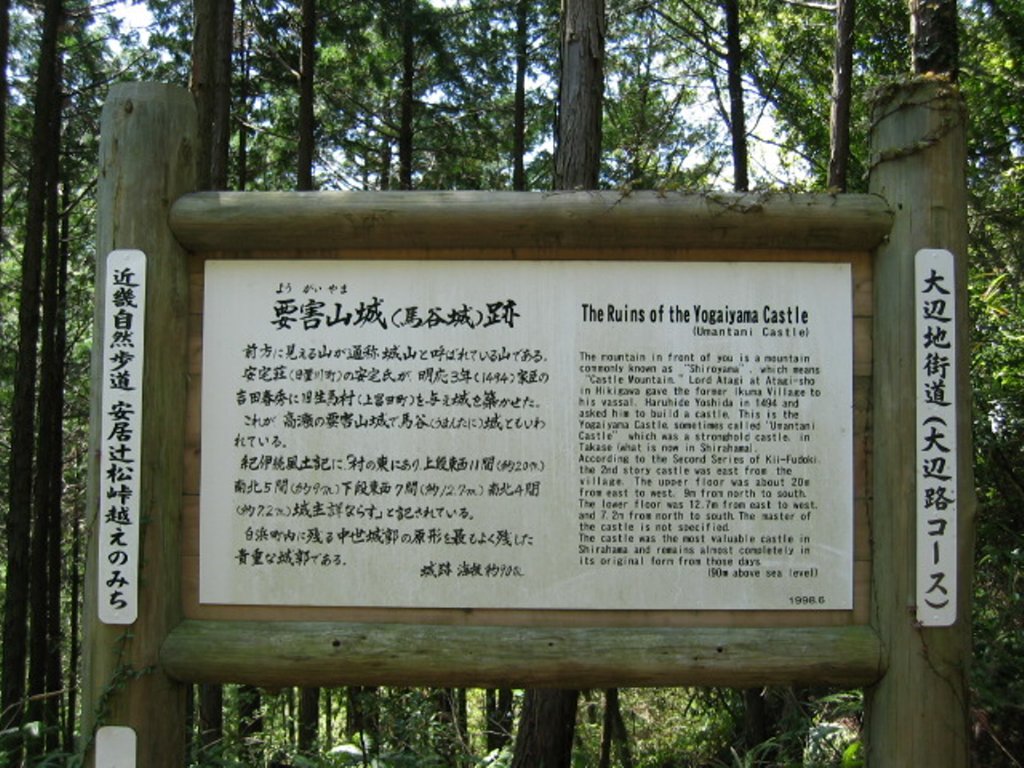 近畿自然歩道 安居辻松峠越えのみち
よう がい やま
要害山城(馬谷城)跡
前方に見える山が通称城山と呼ばれている山である。
安宅荘(日置川町)の安宅氏が、明応3年(1494)家臣の
吉田春秀に旧生馬村(上富田町)を与え城を築かせた。
これが、高瀬の要害山城で馬谷(うまんたに)城ともいわ
れている。
紀伊続風土記に、「村の東にあり上段東西11間(約20m)
南北5間(約9m)下段東西7間(約12.7m)南北4間
(約7.2m)城主詳ならず」と記されている。
白浜町内に残る中世城郭の原形を最もよく残した
貴重な城郭である。
城跡 海抜約90m
The Ruins of the Yogaiyama Castle
(Umantani Castle)
The mountain in front of you is a mountain
commonly known as "Shiroyama", which means
"Castle Mountain." Lord Atagi at Atagi-sho
in Hikigawa gave the former Ikuma Village to
his vassal, Haruhide Yoshida in 1494 and
asked him to build a castle. This is the
Yogaiyama Castle, sometimes called "Umantani
Castle" which was a stronghold castle, in
Takase (what is now in Shirahama).
According to the Second Series of Kii-Fudoki,
the 2nd story castle was east from the
village. The upper floor was about 20m
from east to west, 9m from north to south.
The lower floor was 12.7m from east to west,
and 7.2m from north to south. The master of
the castle is not specified.
The castle was the most valuable castle in
Shirahama and remains almost completely in
its original form from those days.
(90m above sea level)
1998.6
大辺地街道(大辺路コース)